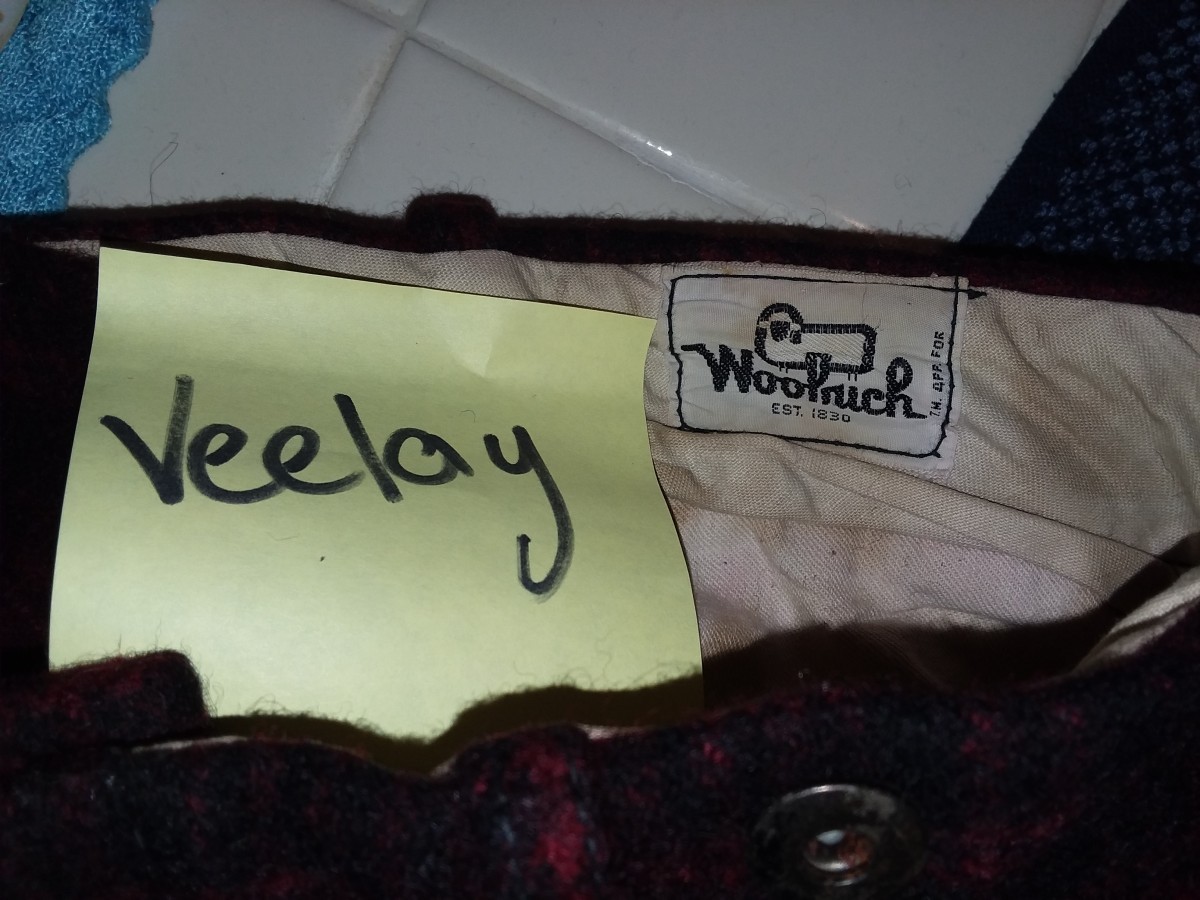 Veelay
Woolrich
EST. 1830
T.M. APP. FOR